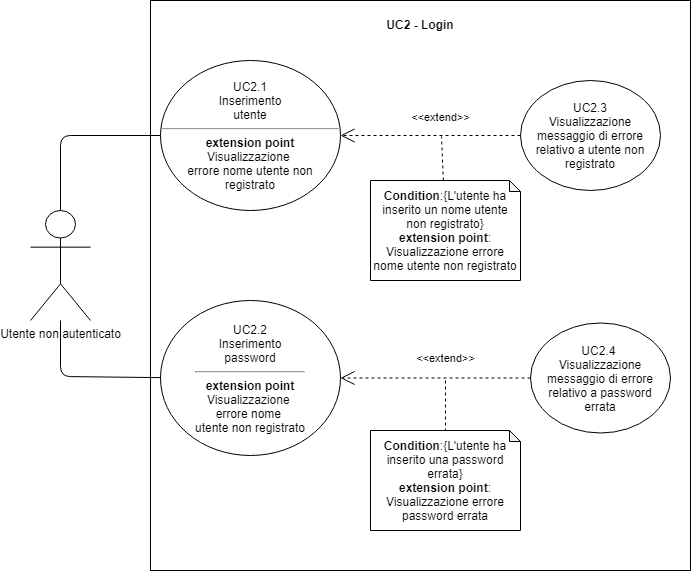 UC2 - Login
UC2.1
Inserimento
utente
extension point
Visualizzazione
errore nome utente non
registrato
<<extend>>
UC2.3
Visualizzazione
messaggio di errore
relativo a utente non
registrato
Condition:{L'utente ha
inserito un nome utente
non registrato}
extension point:
Visualizzazione errore
nome utente non registrato
Utente non autenticato
UC2.2
Inserimento
password
extension point
Visualizzazione
errore nome
utente non registrato
<<extend>>
UC2.4
Visualizzazione
messaggio di errore
relativo a password
errata
Condition:{L'utente ha
inserito una password
errata}
extension point:
Visualizzazione errore
password errata